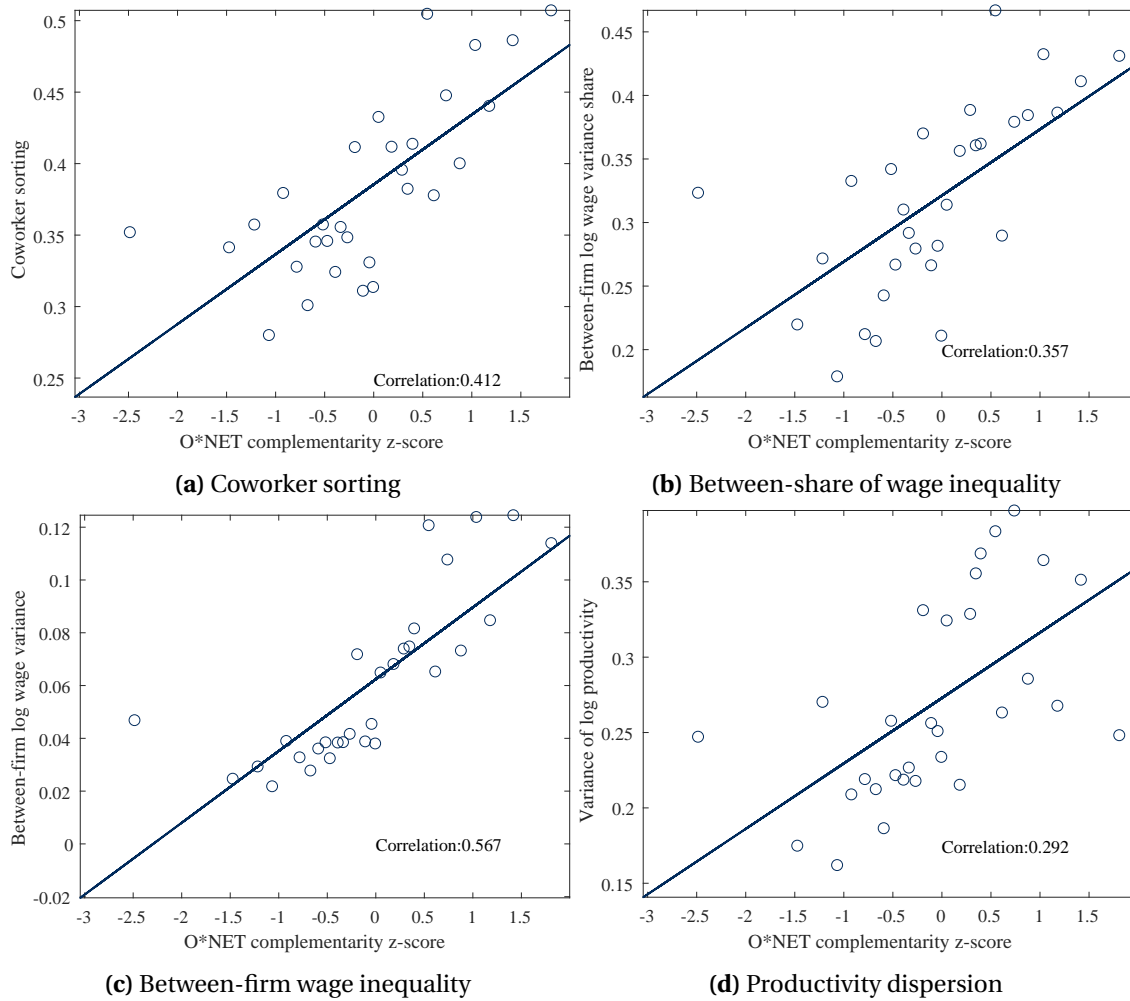 0.5
0.45
0.4
0.35
0.3
0.25
Coworker sorting
Correlation:0.412
-3 -2.5 -2 -1.5 -1 -0.5 0 0.5 1 1.5
O*NET complementarity z-score
(a) Coworker sorting
0.45
0.4
0.35
0.3
0.25
0.2
Between-firm log wage variance share
Correlation:0.357
-3 -2.5 -2 -1.5 -1 -0.5 0 0.5 1 1.5
O*NET complementarity z-score
(b) Between-share of wage inequality
0.12
0.1
0.08
0.06
0.04
0.02
0
-0.02
Between-firm log wage variance
Correlation:0.567
-3 -2.5 -2 -1.5 -1 -0.5 0 0.5 1 1.5
O*NET complementarity z-score
(c) Between-firm wage inequality
0.35
0.3
0.25
0.2
0.15
Variance of log productivity
Correlation:0.292
-3 -2.5 -2 -1.5 -1 -0.5 0 0.5 1 1.5
O*NET complementarity z-score
(d) Productivity dispersion